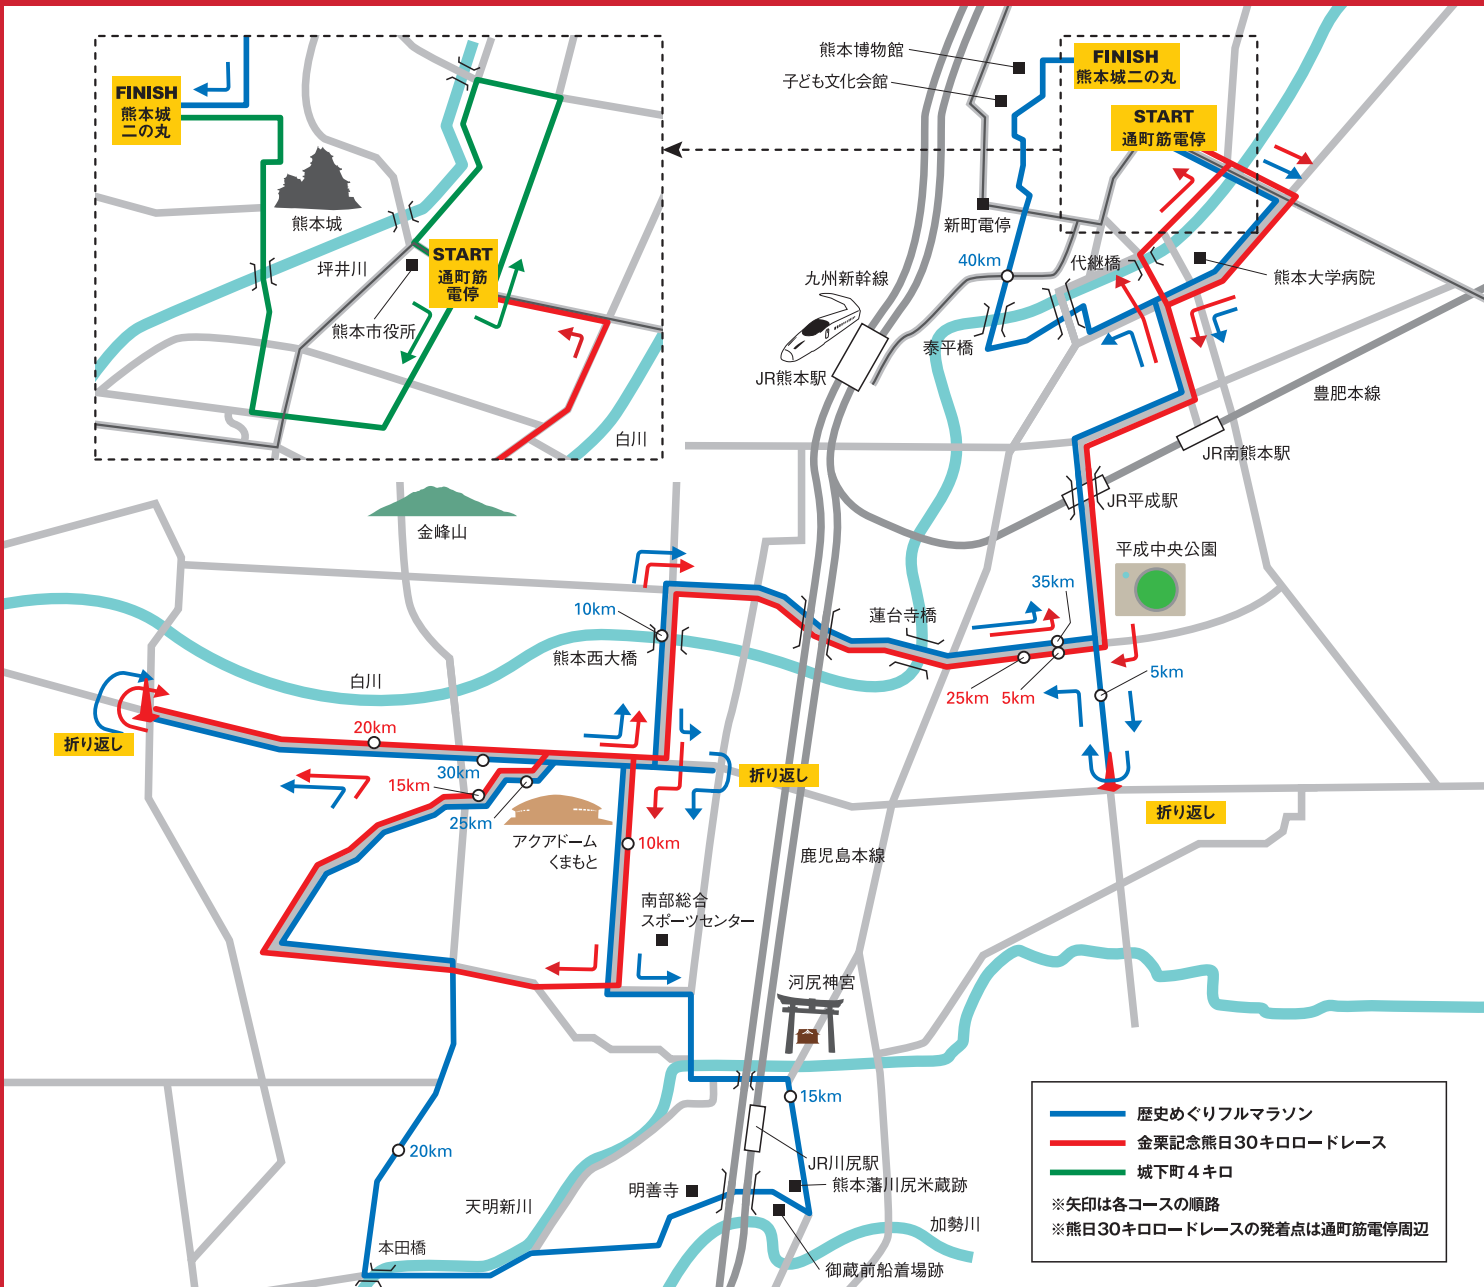 FINISH
熊本城
二の丸
熊本城
坪井川
START
通町筋
電停
熊本市役所
白川
熊本博物館
子ども文化会館
FINISH
熊本城二の丸
START
通町筋電停
新町電停
40km
代継橋
熊本大学病院
九州新幹線
泰平橋
JR熊本駅
豊肥本線
JR南熊本駅
JR平成駅
金峰山
平成中央公園
35km
10km
蓮台寺橋
熊本西大橋
白川
25km
5km
5km
折り返し
20km
30km
15km
25km
折り返し
折り返し
アクアドーム
くまもと
10km
鹿児島本線
南部総合
スポーツセンター
河尻神宮
15km
20km
JR川尻駅
明善寺
熊本藩川尻米蔵跡
天明新川
加勢川
本田橋
御蔵前船着場跡
歴史めぐりフルマラソン
金栗記念熊日30キロロードレース
城下町4キロ
※矢印は各コースの順路
※熊日30キロロードレースの発着点は通町筋電停周辺